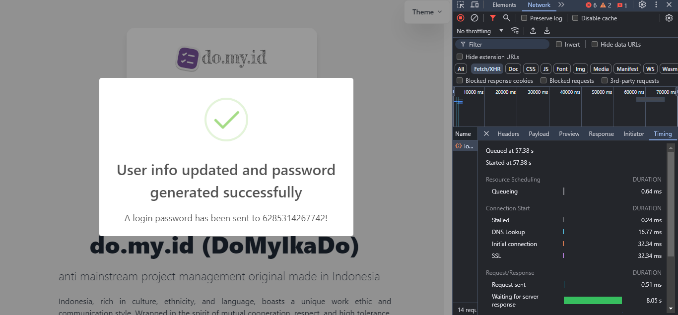 Theme
do.my.id
User info updated and password
generated successfully
A login password has been sent to 6285314267742!
do.my.id (DoMyIkaDo)
anti mainstream project management original made in Indonesia
Indonesia, rich in culture, ethnicity, and language, boasts a unique work ethic and
communication style. Wrapped in the spirit of mutual cooperation, respect, and high tolerance,
Elements Network 6 2 1
Preserve log Disable cache
No throttling
Filter Invert Hide data URLs
Hide extension URLs
All Fetch/XHR Doc CSS JS Font Img Media Manifest WS Wasm
Blocked response cookies Blocked requests 3rd-party requests
10000 ms 20000 ms 30000 ms 40000 ms 50000 ms 60000 ms 70000 ms
Name Headers Payload Preview Response Initiator Timing
lo...
Queued at 57.38 s
Started at 57.38 s
Resource Scheduling DURATION
Queueing 0.64 ms
Connection Start DURATION
Stalled 0.24 ms
DNS Lookup 16.77 ms
Initial connection 32.34 ms
SSL 32.34 ms
Request/Response DURATION
Request sent 0.51 ms
Waiting for server
response 8.05 s
14 requ